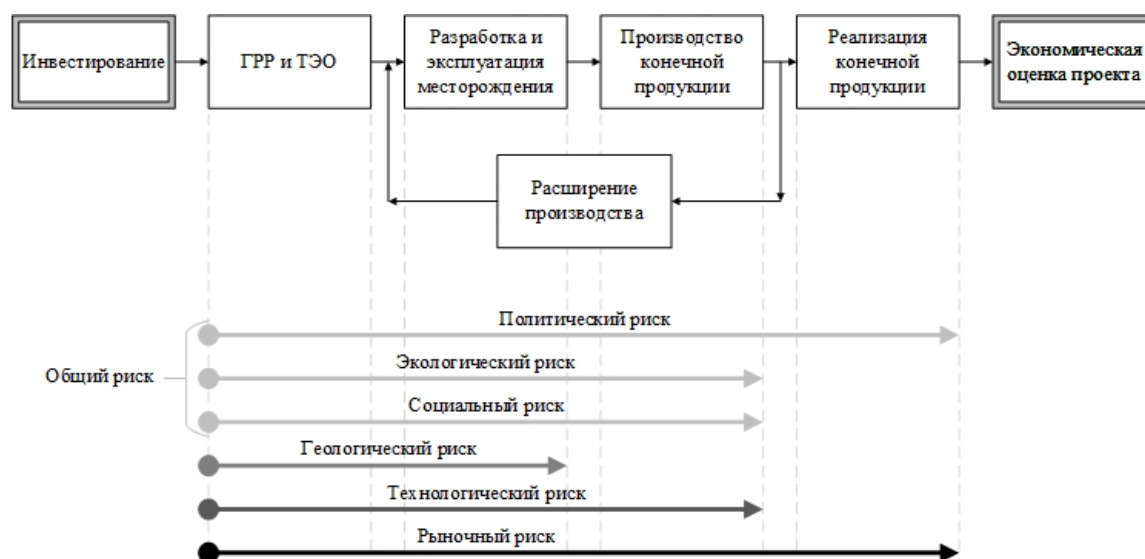 Инвестирование
ГРР и ТЭО
Разработка и
эксплуатация
месторождения
Производство
конечной
продукции
Реализация
конечной
продукции
Экономическая
оценка проекта
Расширение
производства
Политический риск
Экологический риск
Общий риск
Социальный риск
Геологический риск
Технологический риск
Рыночный риск